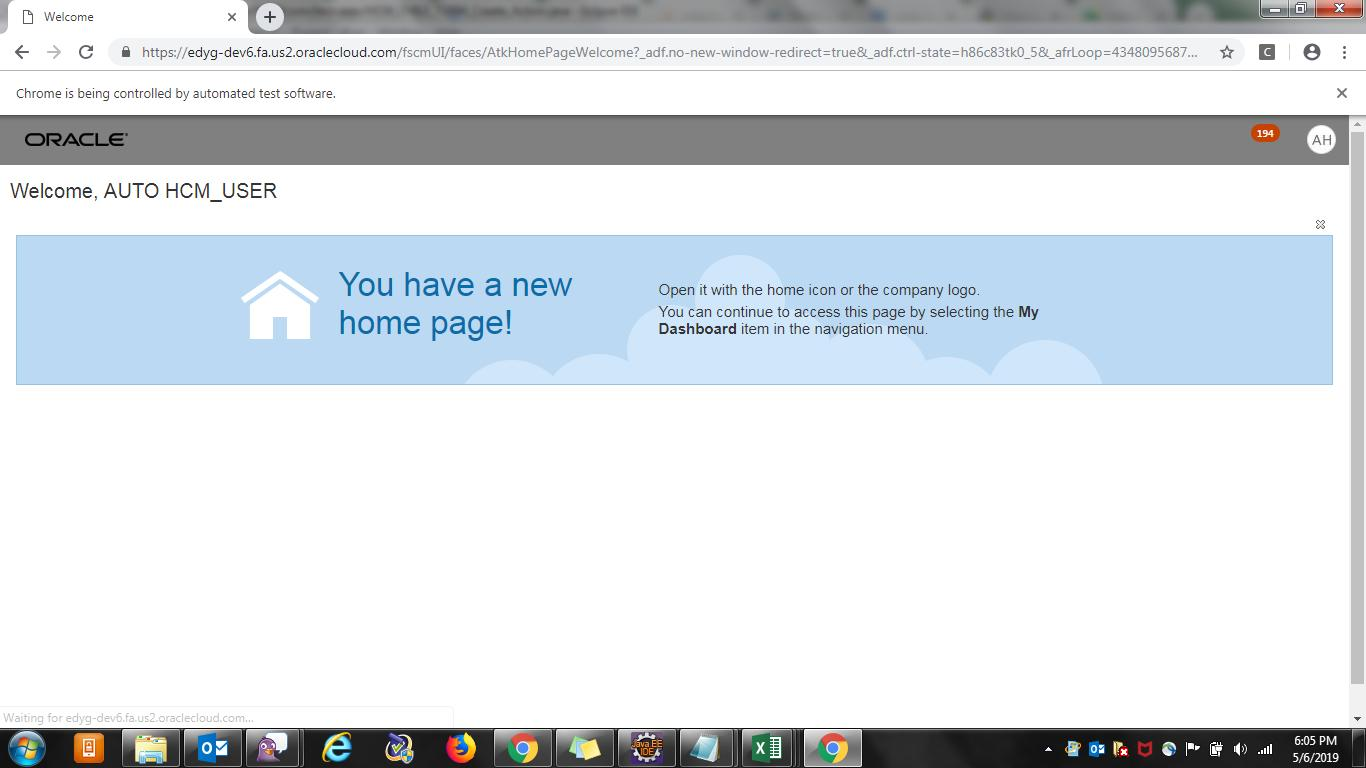 Welcome
https://edyg-dev6.fa.us2.oraclecloud.com/fscmUI/faces/AtkHomePageWelcome?_adf.no-new-window-redirect=true&_adf.ctrl-state=h86c83tk0_5&_afrLoop=4348095687...
C
Chrome is being controlled by automated test software.
ORACLE
194
AH
Welcome, AUTO HCM_USER
You have a new
home page!
Open it with the home icon or the company logo.
You can continue to access this page by selecting the My
Dashboard item in the navigation menu.
Waiting for edyg-dev6.fa.us2.oraclecloud.com...
Java EE
IDE
6:05 PM
5/6/2019